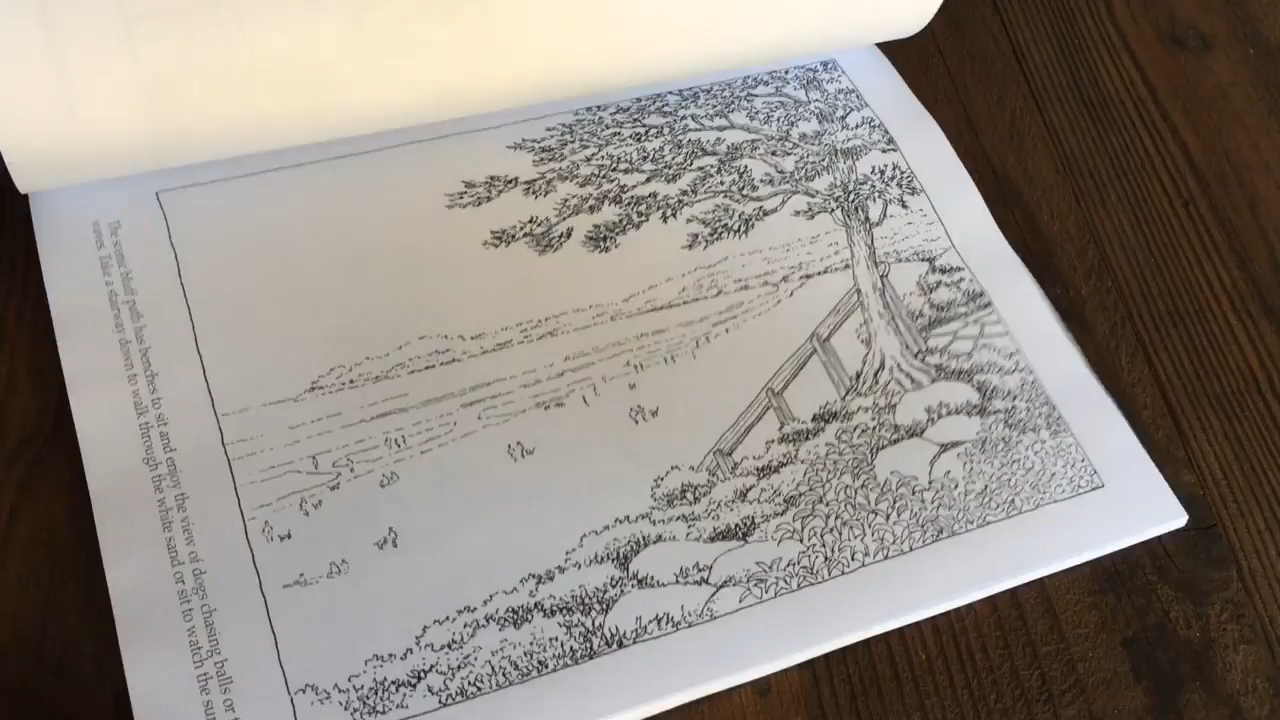 The scenic bluff path has benches to sit and enjoy the view of dogs chasing balls or
waves. Take a stairway down to walk through the white sand or sit to watch the